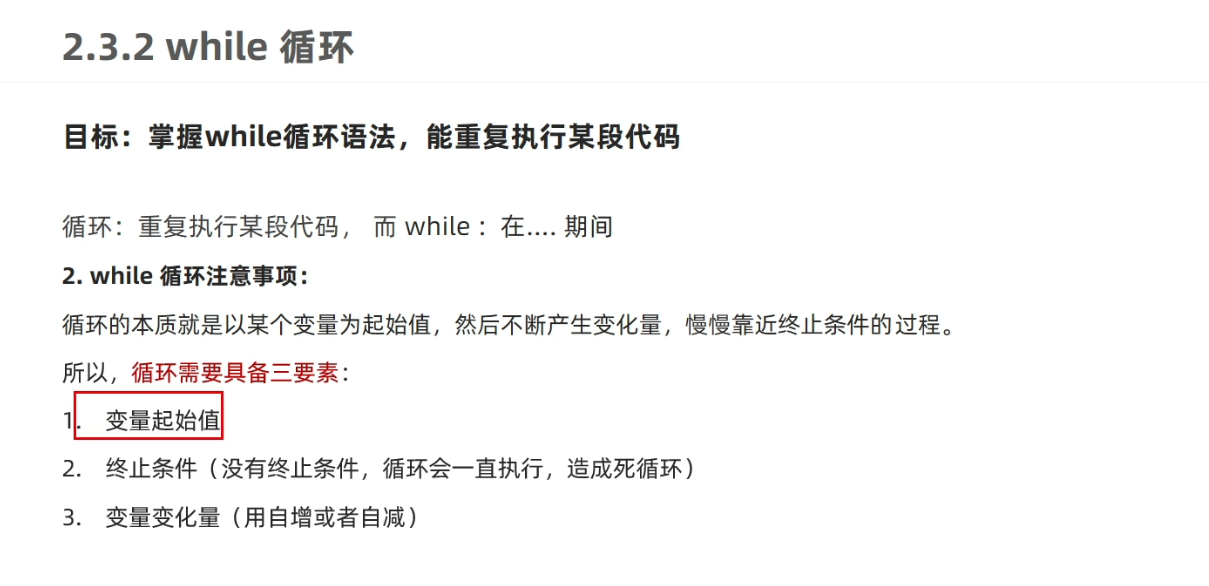 2.3.2 while 循环
目标：掌握while循环语法，能重复执行某段代码
循环：重复执行某段代码， 而 while ：在.... 期间
2. while 循环注意事项：
循环的本质就是以某个变量为起始值，然后不断产生变化量，慢慢靠近终止条件的过程。
所以，循环需要具备三要素：
1. 变量起始值
2. 终止条件（没有终止条件，循环会一直执行，造成死循环）
3. 变量变化量（用自增或者自减）